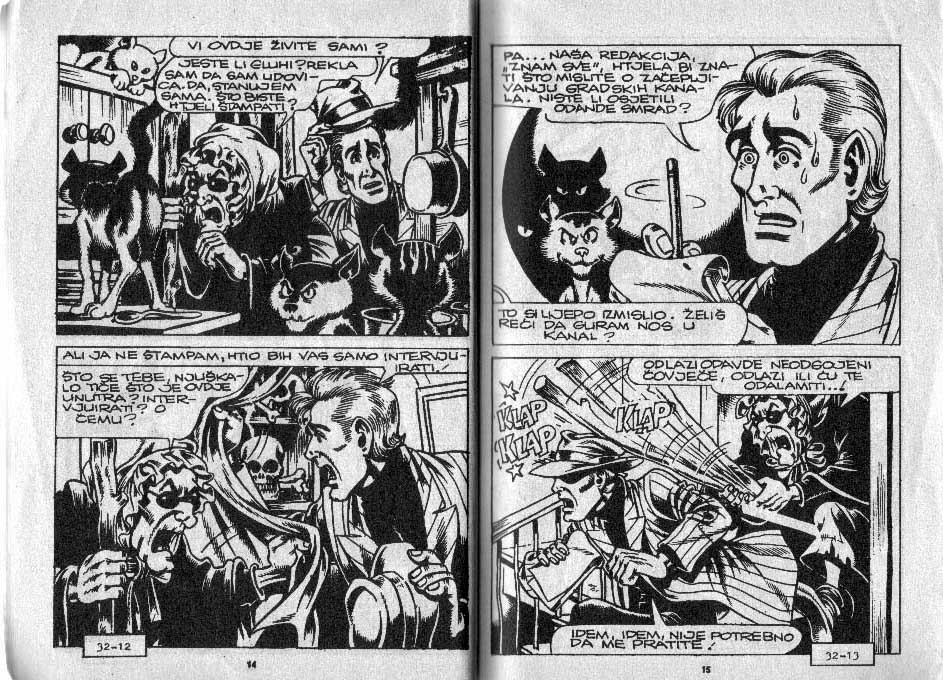 VI OVDJE ŽIVITE SAMI ?
JESTE LI GLUHI ? REKLA
SAM DA SAM UDOVI-
CA. DA, STANUJEM
SAMA. ŠTO BISTE
HTJELI ŠTAMPATI ?
ALI JA NE ŠTAMPAM, HTIO BIH VAS SAMO INTERVJU-
IRATI !
ŠTO SE TEBE, NJUŠKA-
LO TIČE ŠTO JE OVDJE
UNUTRA ? INTER-
VJUIRATI ? O
ČEMU ?
32-12
14
PA... NAŠA REDAKCIJA,
„ZNAM SVE", HTJELA BI ZNA-
TI ŠTO MISLITE O ZAČEPLJI-
VANJU GRADSKIH KANA-
LA. NISTE LI OSJETILI
ODANDE SMRAD ?
TO SI LIJEPO IZMISLIO. ŽELIŠ
REĆI DA GURAM NOS U
KANAL ?
ODLAZI ODAVDE NEODGOJENI
ČOVJEČE, ODLAZI ILI ĆU TE
ODALAMITI...!
KLAP
KLAP
KLAP
IDEM, IDEM, NIJE POTREBNO
DA ME PRATITE !
32-13
15